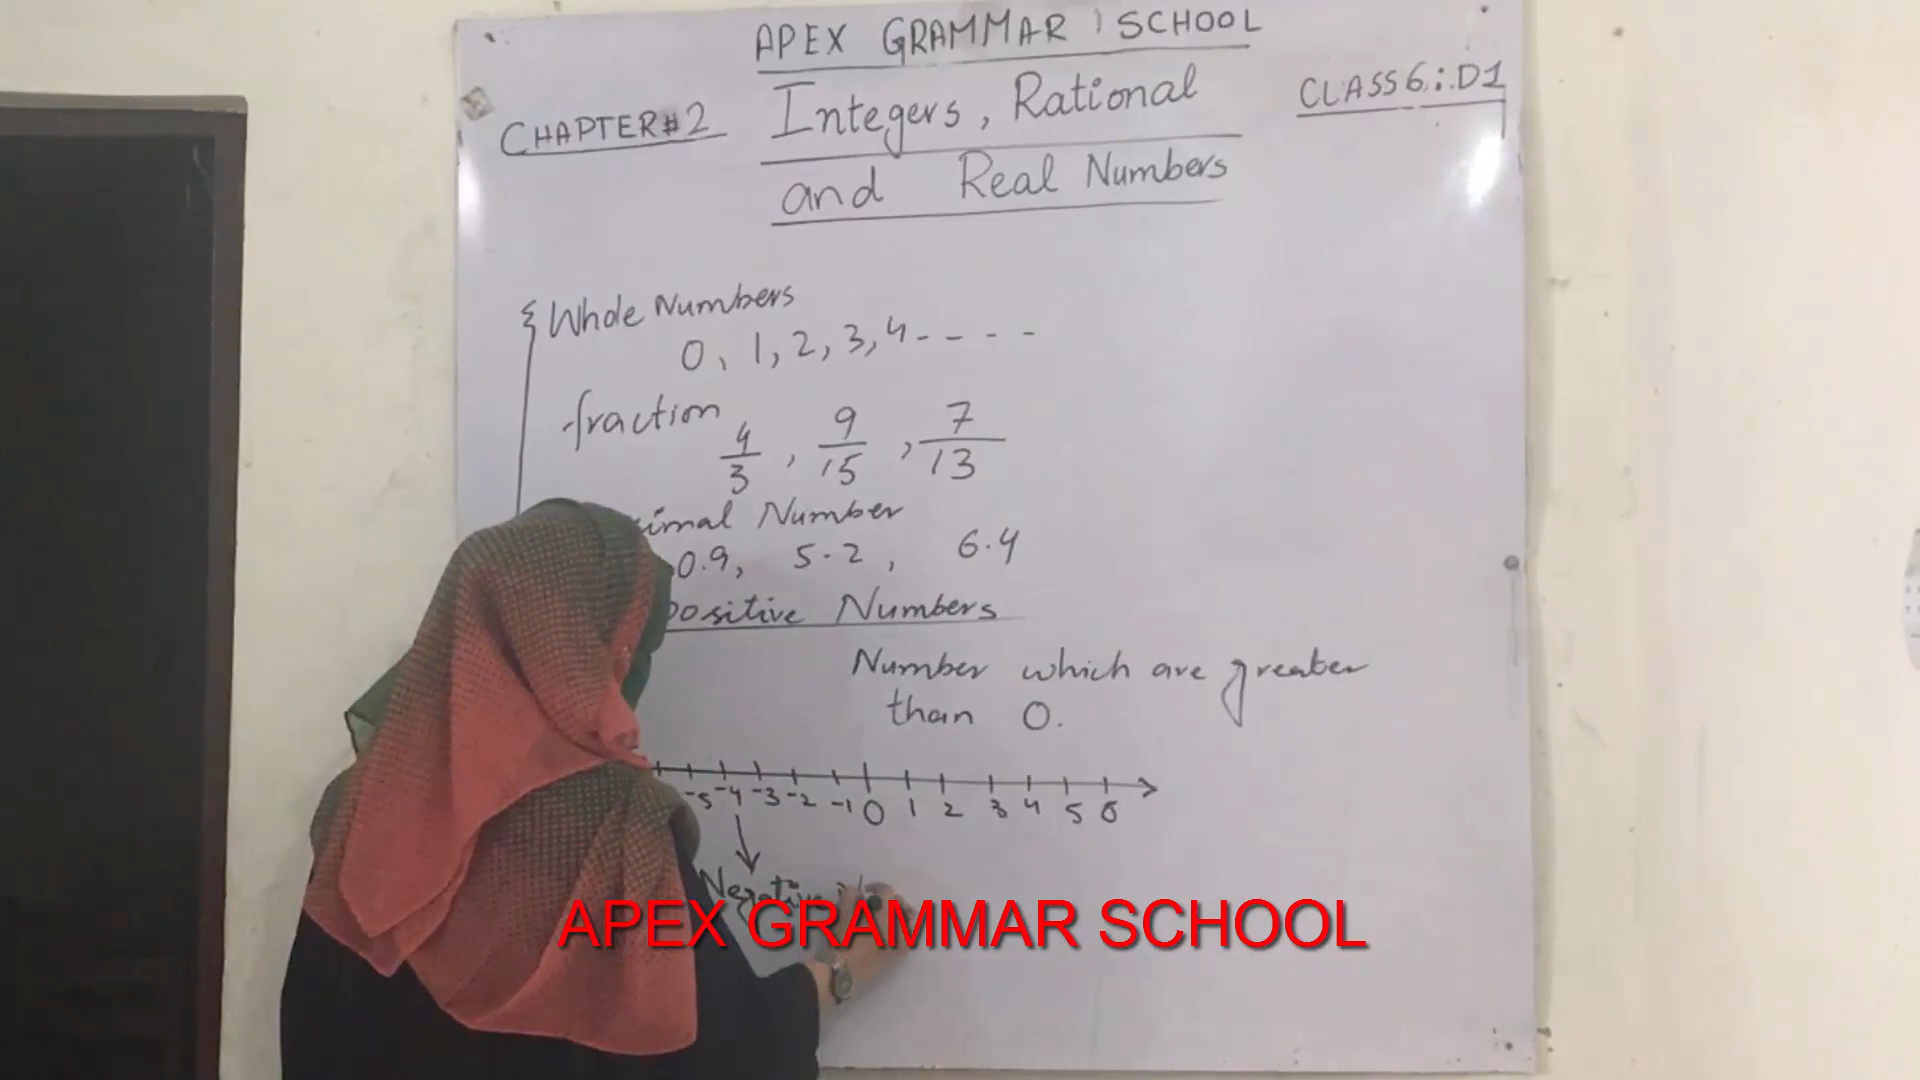 APEX GRAMMAR SCHOOL
CHAPTER#2 Integers, Rational CLASS 6 : D1
and Real Numbers
Whole Numbers
0, 1, 2, 3, 4 - - - -
fraction
4/3, 9/15, 7/13
Number
0.9, 5.2, 6.4
positive Numbers
Number which are greater
than 0.
-5 -4 -3 -2 -1 0 1 2 3 4 5 6
Negative
APEX GRAMMAR SCHOOL